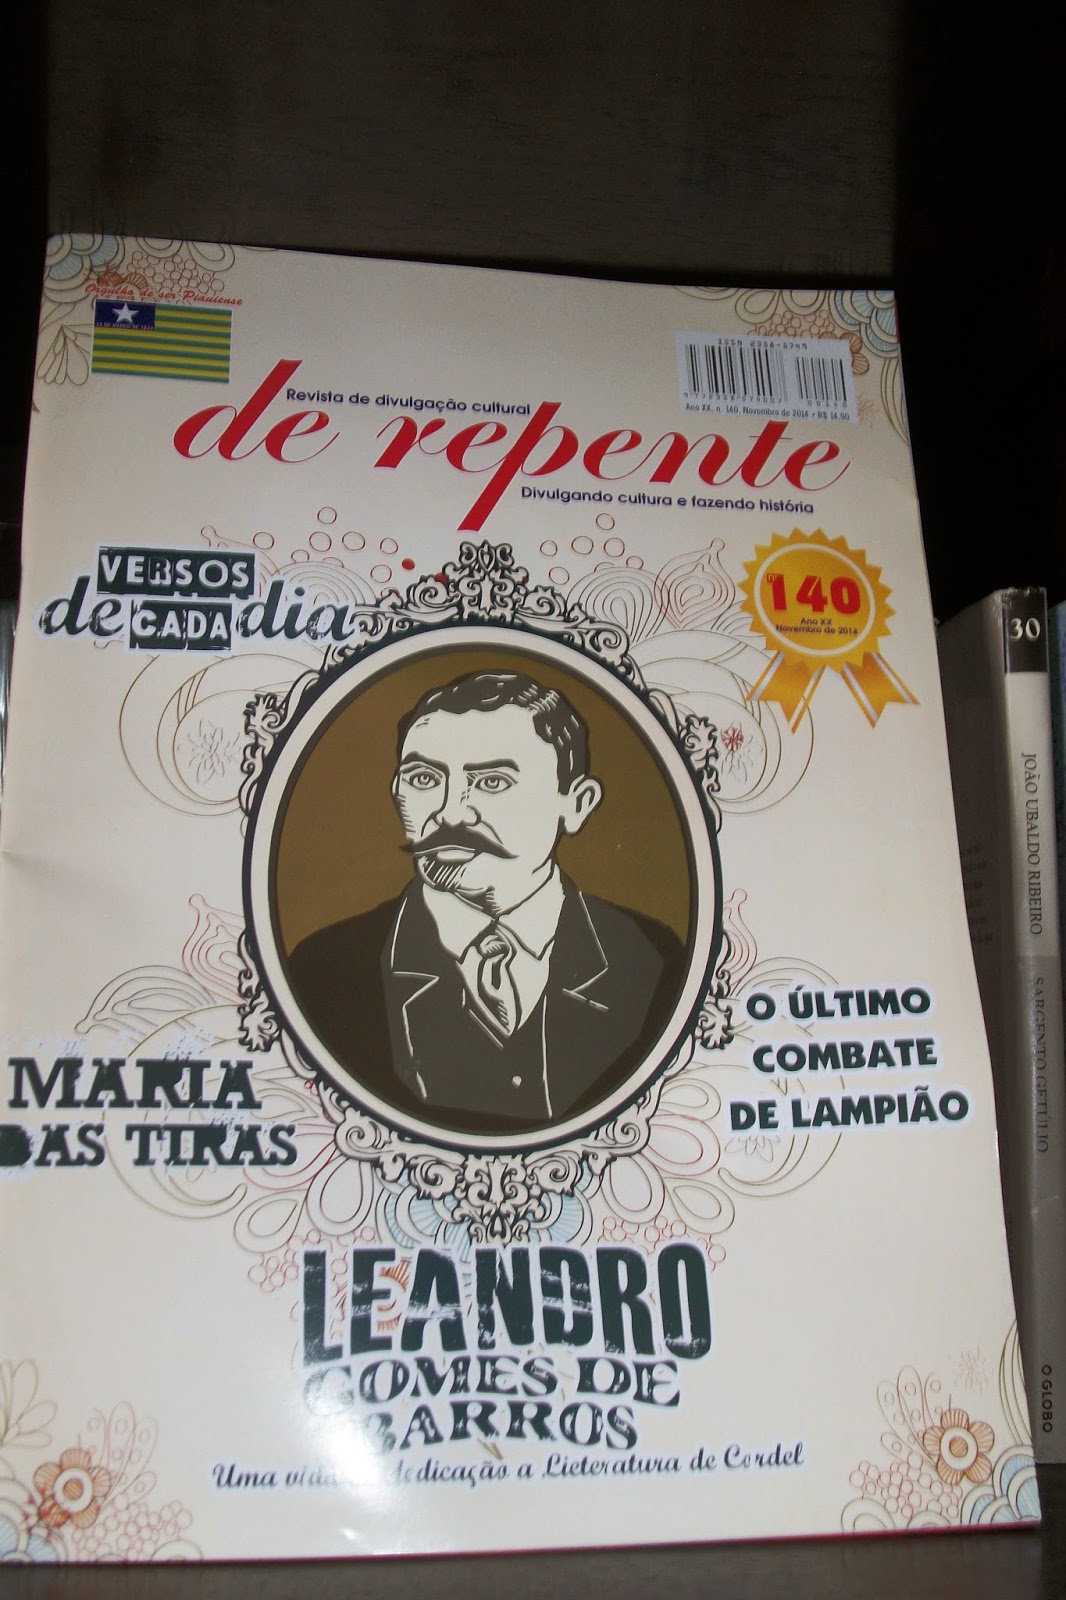 Orgulho de ser Piauiense
ISSN 2358-5749
Ano XX, n. 140, Novembro de 2014 • R$ 14,90
Revista de divulgação cultural
de repente
Divulgando cultura e fazendo história
VERSOS
de CADA dia
nº 140
Ano XX
Novembro de 2014
O ÚLTIMO
COMBATE
DE LAMPIÃO
MARIA
DAS TIRAS
LEANDRO
GOMES DE
BARROS
Uma vida dedicação a Lieteratura de Cordel
30
JOÃO UBALDO RIBEIRO
SARGENTO GETÚLIO
O GLOBO